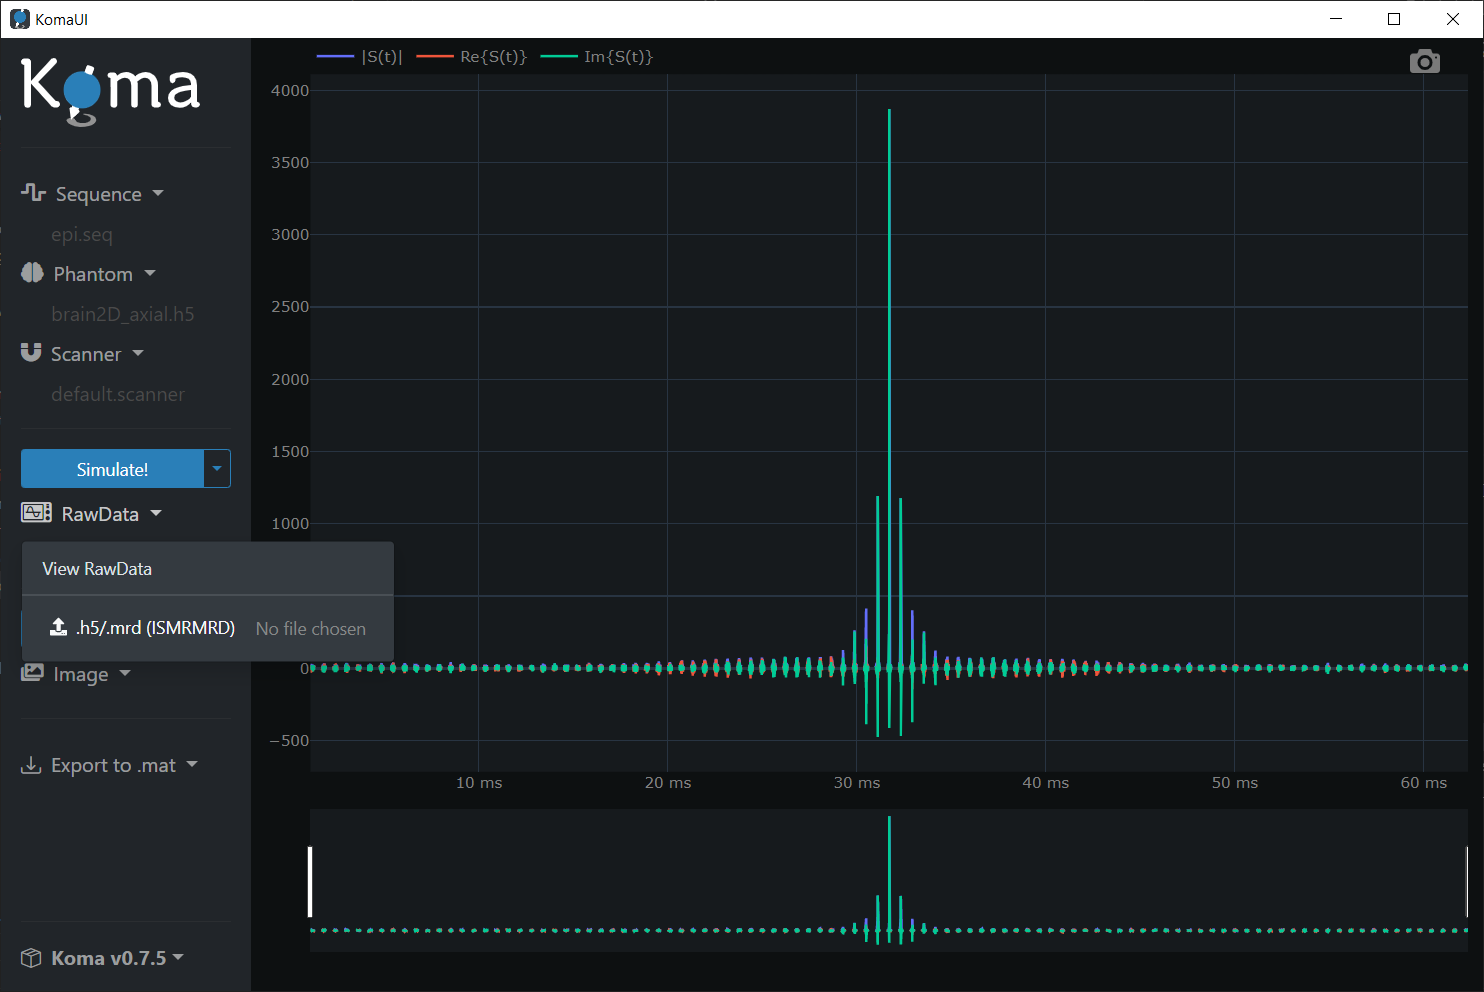 KomaUI
Koma
Sequence
epi.seq
Phantom
brain2D_axial.h5
Scanner
default.scanner
Simulate!
RawData
View RawData
.h5/.mrd (ISMRMRD) No file chosen
Image
Export to .mat
Koma v0.7.5
|S(t)| Re{S(t)} Im{S(t)}
4000
3500
3000
2500
2000
1500
1000
0
−500
10 ms 20 ms 30 ms 40 ms 50 ms 60 ms